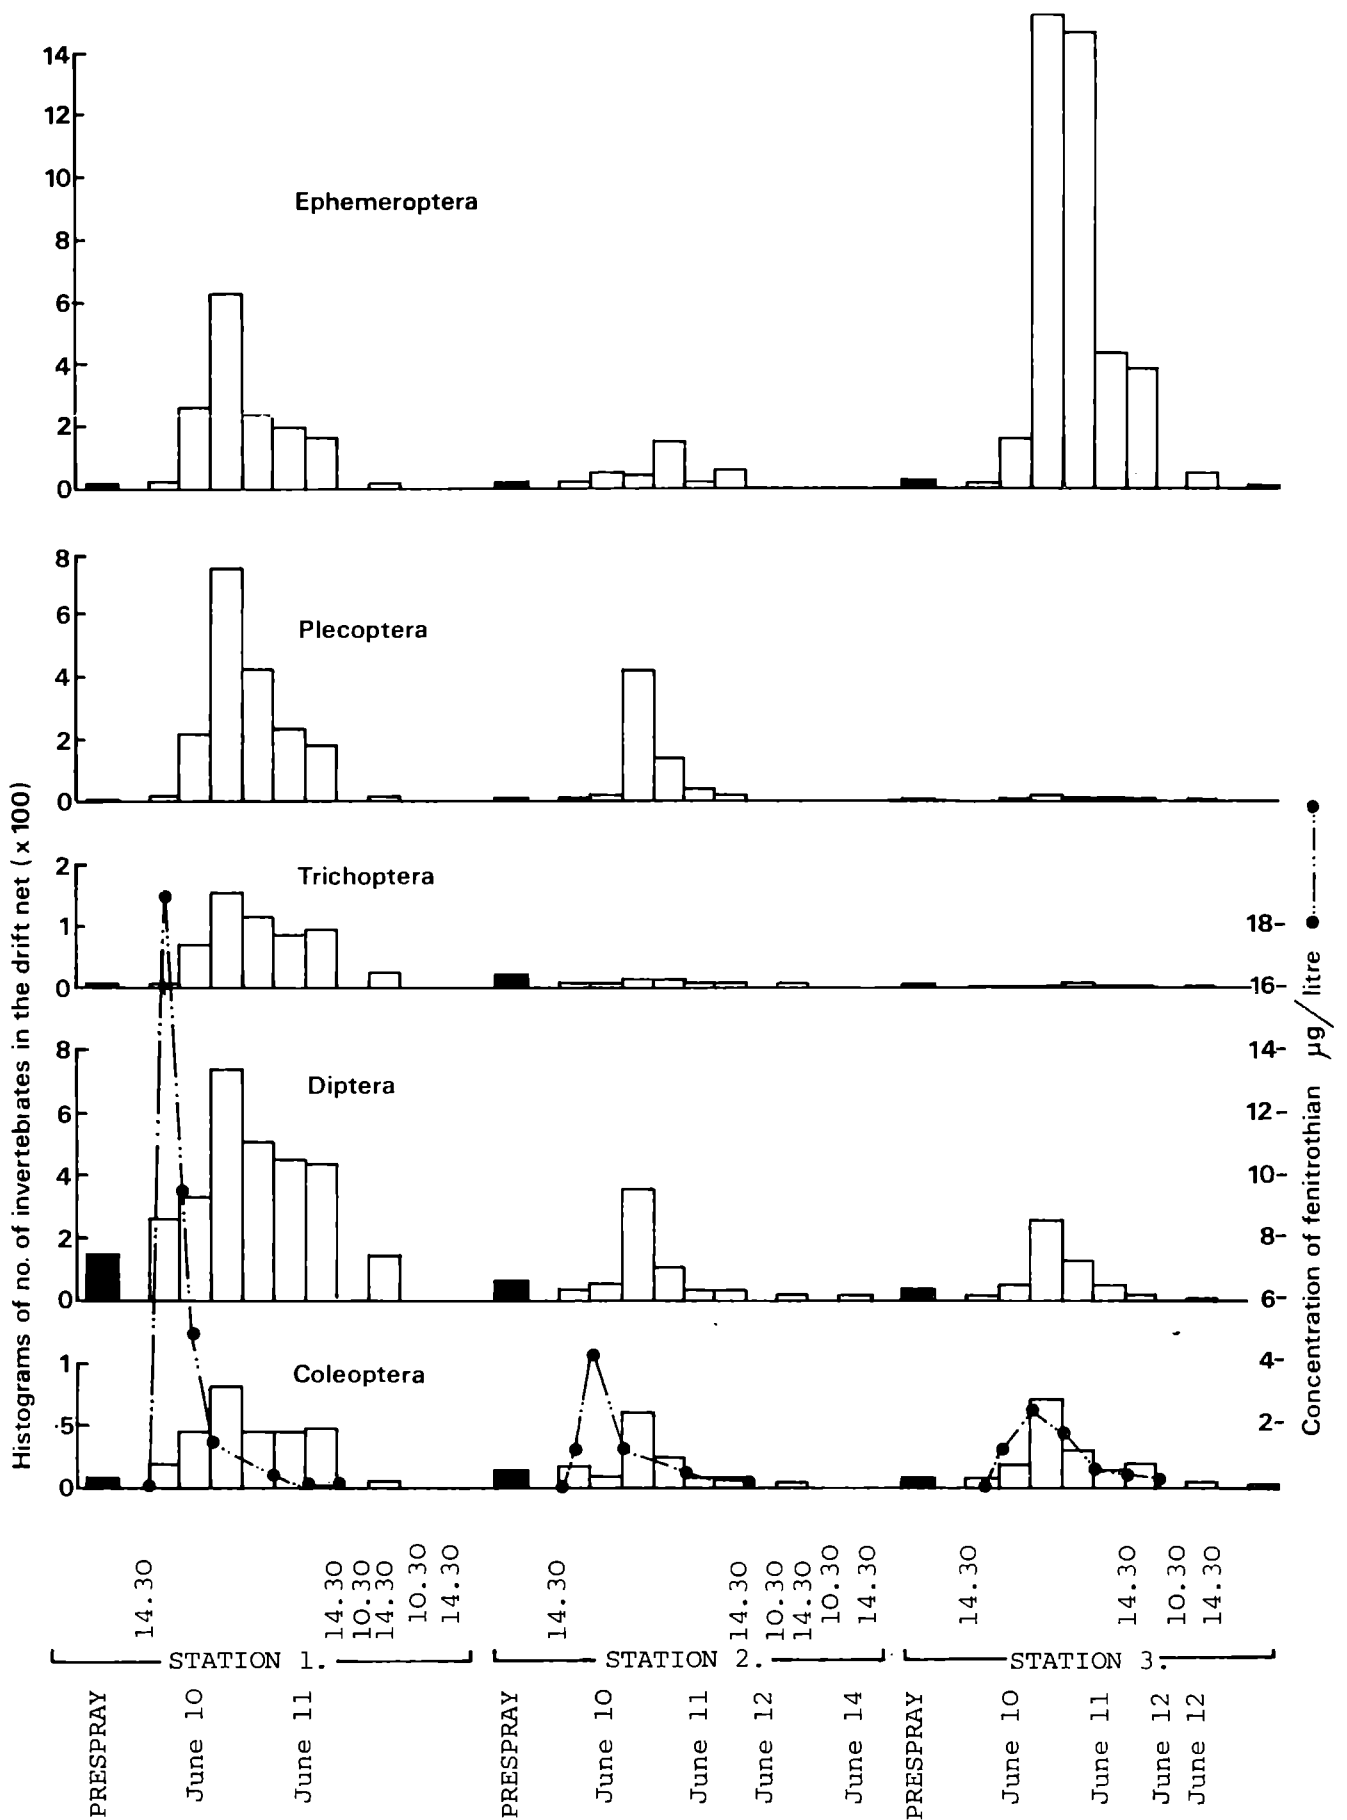 Histograms of no. of invertebrates in the drift net (x 100)
14
12
10
8
6
4
2
0
Ephemeroptera
8
6
4
2
0
Plecoptera
2
1
0
Trichoptera
8
6
4
2
0
Diptera
1
·5
0
Coleoptera
18-
16-
14-
12-
10-
8-
6-
4-
2-
Concentration of fenitrothian µg/litre
14.30
14.30
10.30
14.30
10.30
14.30
14.30
14.30
10.30
14.30
10.30
14.30
14.30
14.30
10.30
14.30
STATION 1.
STATION 2.
STATION 3.
PRESPRAY
June 10
June 11
PRESPRAY
June 10
June 11
June 12
June 14
PRESPRAY
June 10
June 11
June 12
June 12